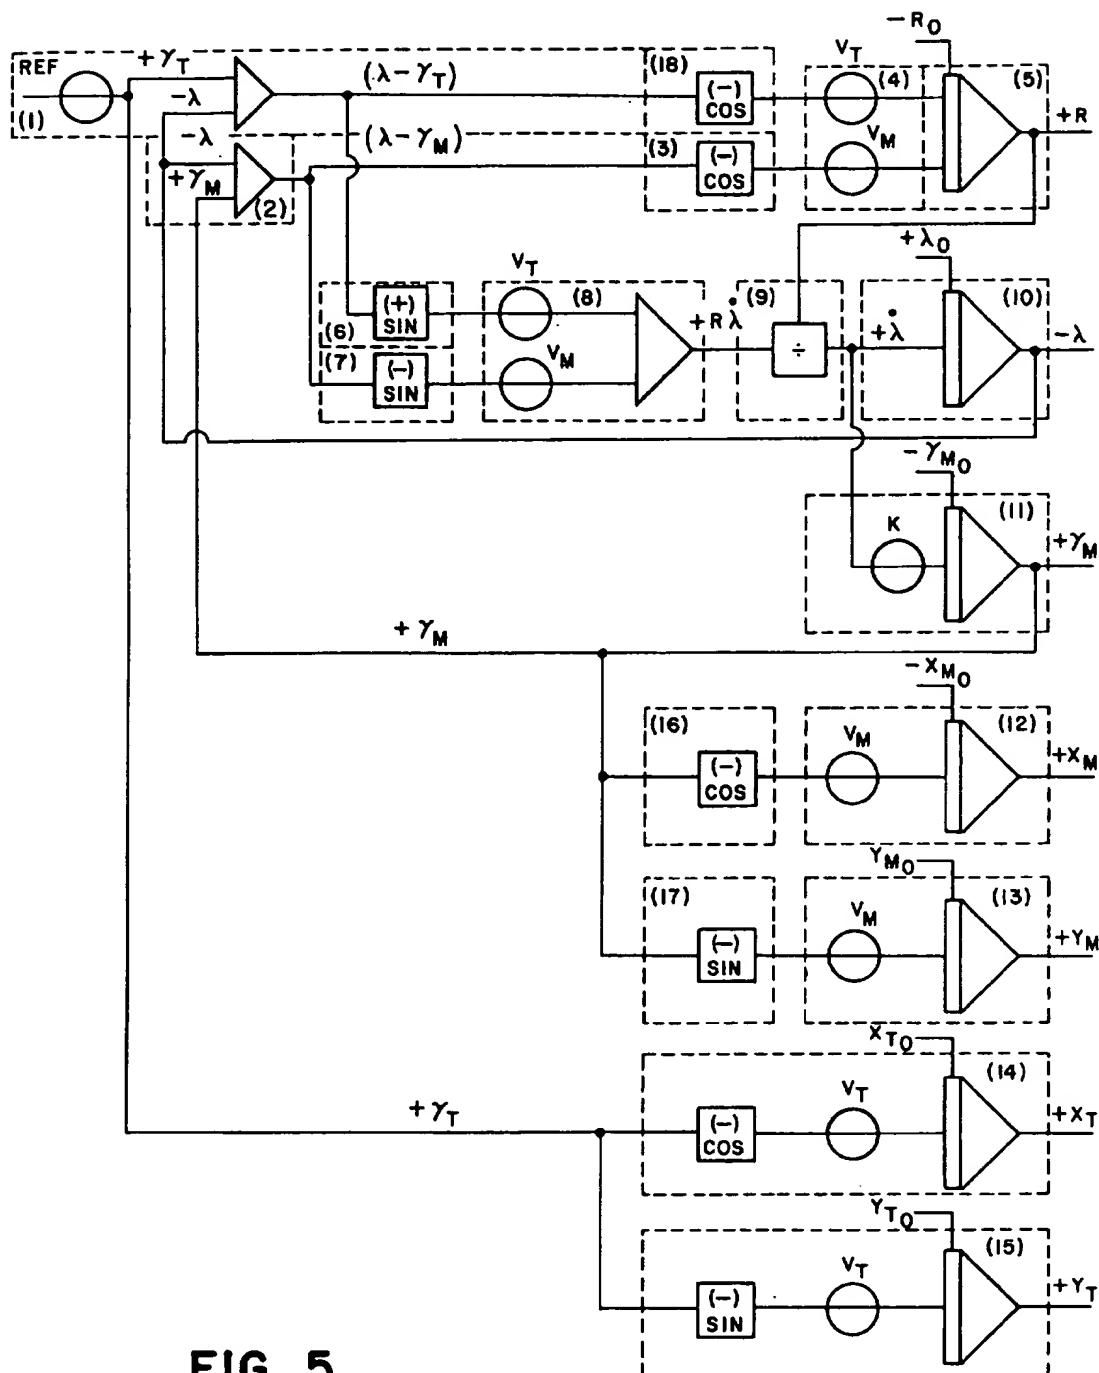 REF
+γT
(1)
-λ
(λ-γT)
(18)
(-)
COS
VT
(4)
-R0
(5)
+R
-λ
+γM
(2)
(λ-γM)
(3)
(-)
COS
VM
(+)
SIN
(6)
(7)
(-)
SIN
VT
(8)
VM
+Rλ̇
(9)
÷
+λ0
+λ̇
(10)
-λ
-γM0
K
(11)
+γM
+γM
-XM0
(16)
(-)
COS
VM
(12)
+XM
YM0
(17)
(-)
SIN
VM
(13)
+YM
XT0
+γT
(-)
COS
VT
(14)
+XT
YT0
(-)
SIN
VT
(15)
+YT
FIG. 5